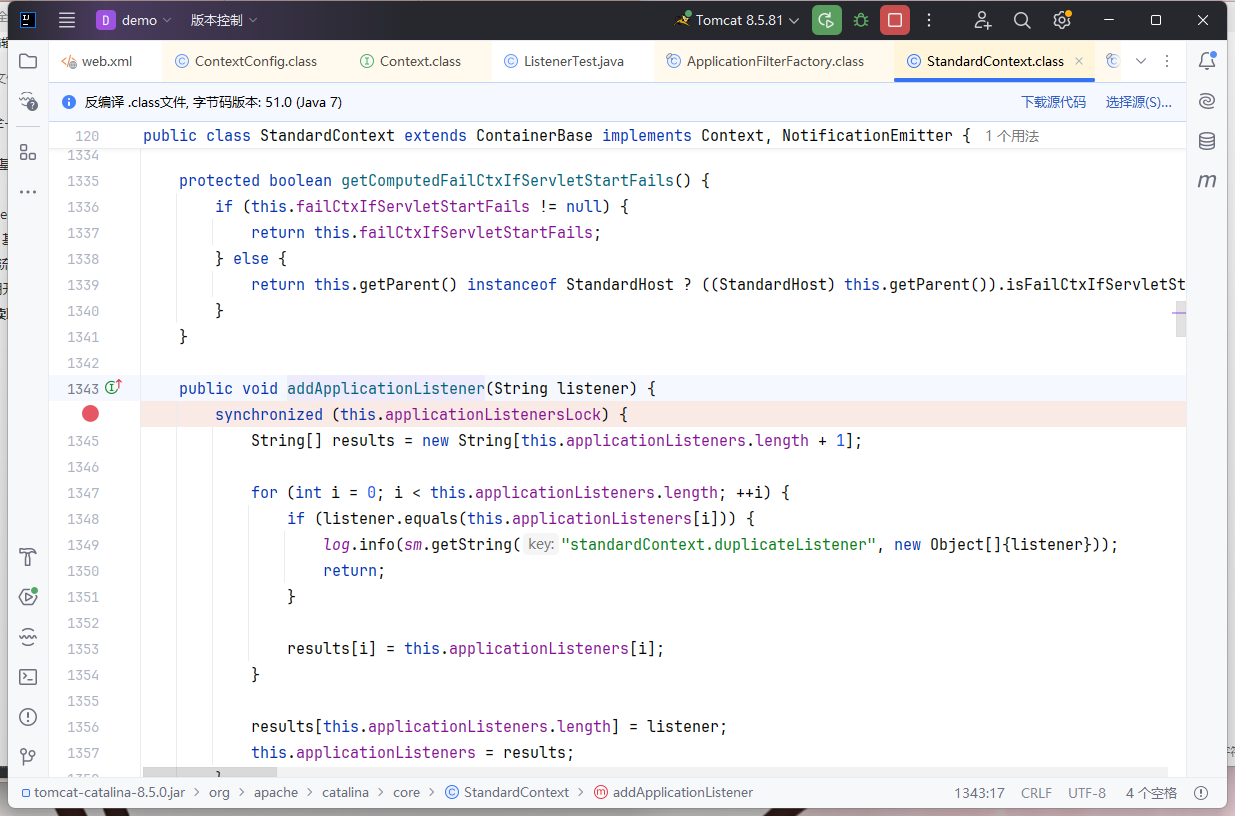 D demo 版本控制 Tomcat 8.5.81
web.xml ContextConfig.class Context.class ListenerTest.java ApplicationFilterFactory.class StandardContext.class
反编译 .class文件, 字节码版本: 51.0 (Java 7) 下载源代码 选择源(S)...
120 public class StandardContext extends ContainerBase implements Context, NotificationEmitter { 1 个用法
1334
1335 protected boolean getComputedFailCtxIfServletStartFails() {
1336 if (this.failCtxIfServletStartFails != null) {
1337 return this.failCtxIfServletStartFails;
1338 } else {
1339 return this.getParent() instanceof StandardHost ? ((StandardHost) this.getParent()).isFailCtxIfServletSt
1340 }
1341 }
1342
1343 public void addApplicationListener(String listener) {
synchronized (this.applicationListenersLock) {
1345 String[] results = new String[this.applicationListeners.length + 1];
1346
1347 for (int i = 0; i < this.applicationListeners.length; ++i) {
1348 if (listener.equals(this.applicationListeners[i])) {
1349 log.info(sm.getString( key: "standardContext.duplicateListener", new Object[]{listener}));
1350 return;
1351 }
1352
1353 results[i] = this.applicationListeners[i];
1354 }
1355
1356 results[this.applicationListeners.length] = listener;
1357 this.applicationListeners = results;
}
tomcat-catalina-8.5.0.jar > org > apache > catalina > core > StandardContext > addApplicationListener 1343:17 CRLF UTF-8 4 个空格